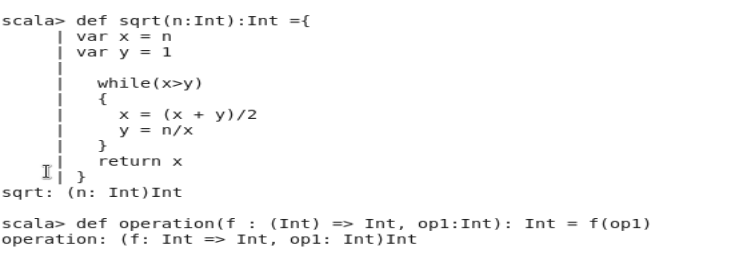 scala> def sqrt(n:Int):Int ={
| var x = n
| var y = 1
|
| while(x>y)
| {
| x = (x + y)/2
| y = n/x
| }
| return x
| }
sqrt: (n: Int)Int
scala> def operation(f : (Int) => Int, op1:Int): Int = f(op1)
operation: (f: Int => Int, op1: Int)Int